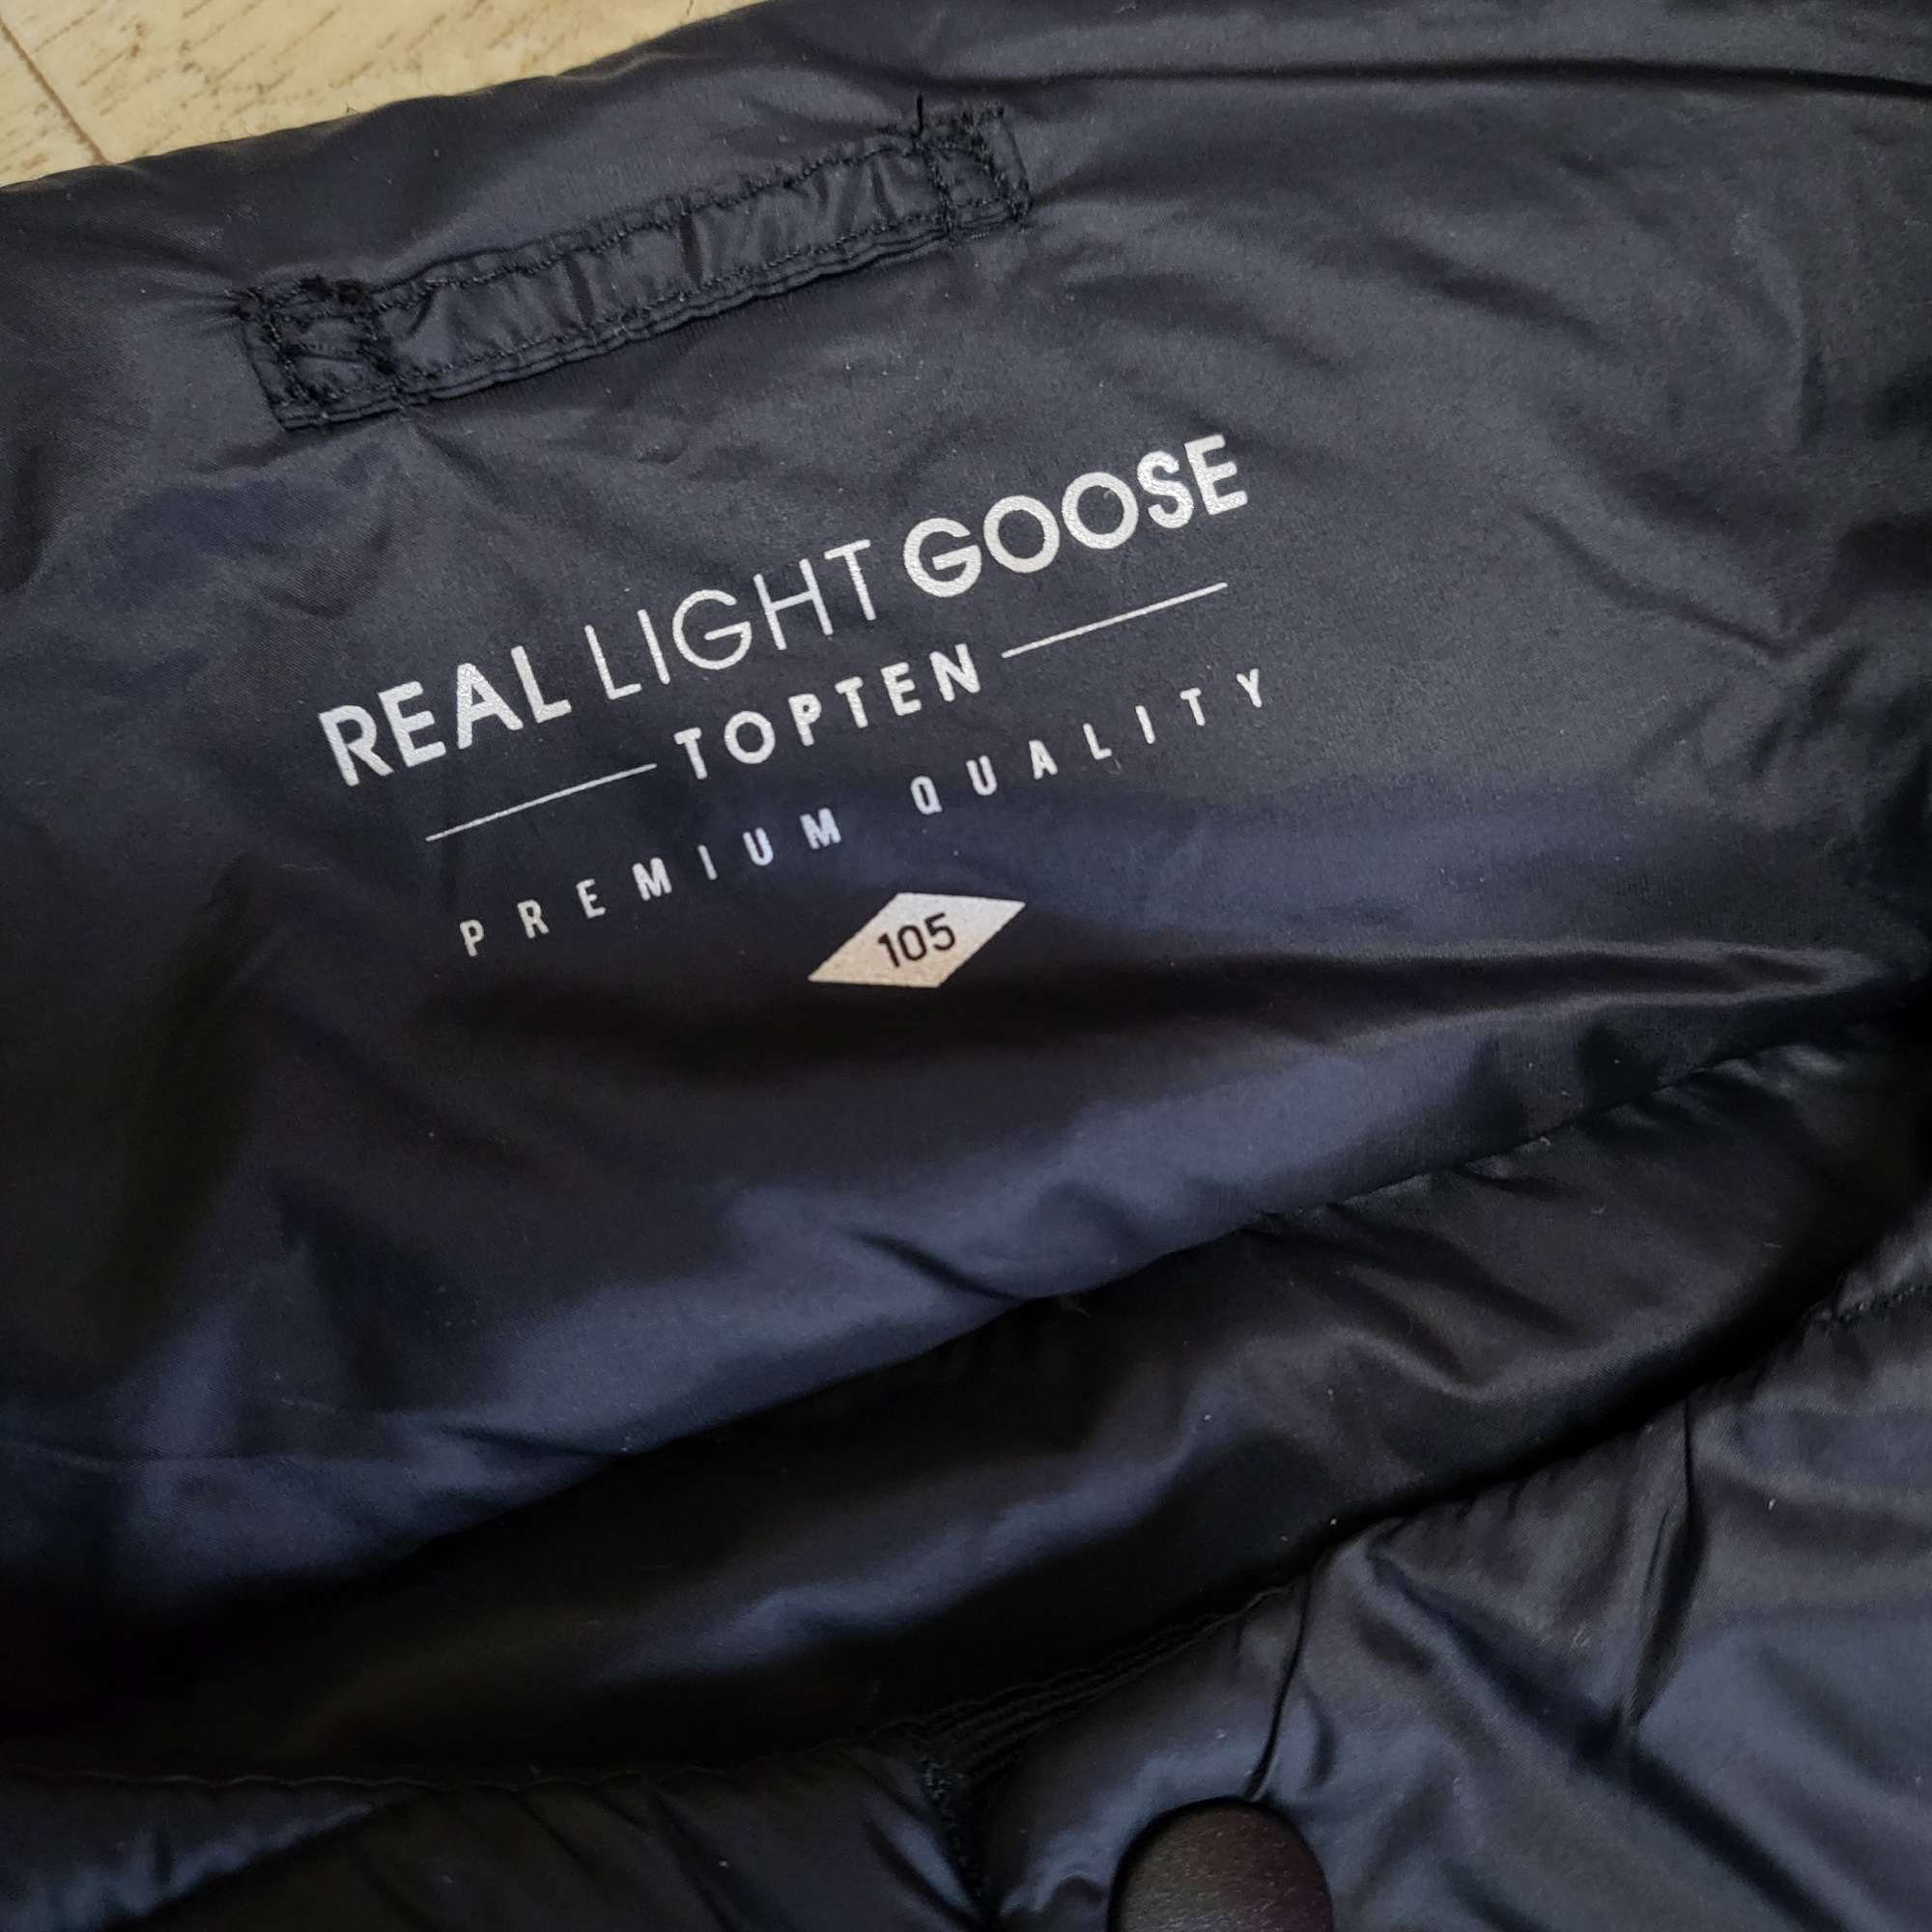 REAL LIGHT GOOSE
TOPTEN
PREMIUM QUALITY
105